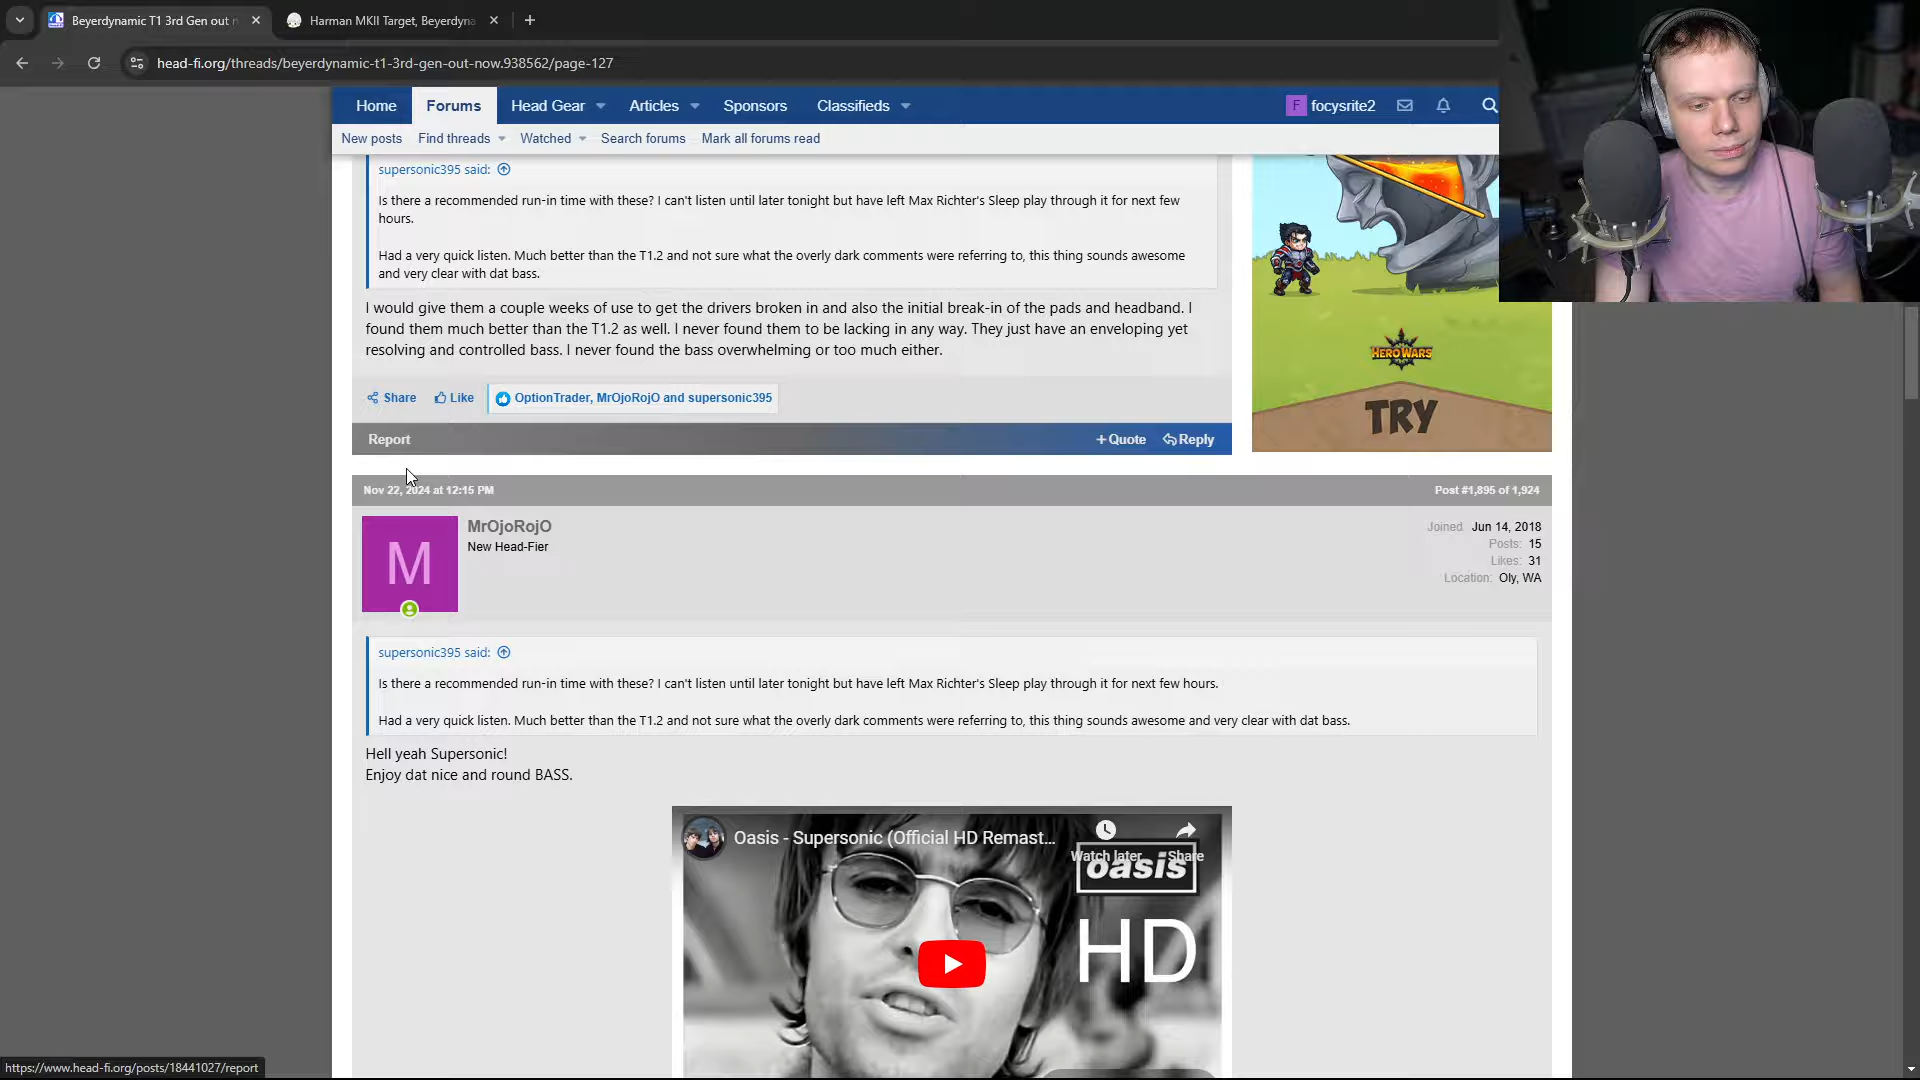 Beyerdynamic T1 3rd Gen out n
Harman MKII Target, Beyerdyna
head-fi.org/threads/beyerdynamic-t1-3rd-gen-out-now.938562/page-127
Home Forums Head Gear Articles Sponsors Classifieds F focysrite2
New posts Find threads Watched Search forums Mark all forums read
supersonic395 said:
Is there a recommended run-in time with these? I can't listen until later tonight but have left Max Richter's Sleep play through it for next few
hours.
Had a very quick listen. Much better than the T1.2 and not sure what the overly dark comments were referring to, this thing sounds awesome
and very clear with dat bass.
I would give them a couple weeks of use to get the drivers broken in and also the initial break-in of the pads and headband. I
found them much better than the T1.2 as well. I never found them to be lacking in any way. They just have an enveloping yet
resolving and controlled bass. I never found the bass overwhelming or too much either.
HERO WARS
TRY
Share Like OptionTrader, MrOjoRojO and supersonic395
Report +Quote Reply
Nov 22, 2024 at 12:15 PM Post #1,895 of 1,924
M
MrOjoRojO
New Head-Fier
Joined: Jun 14, 2018
Posts: 15
Likes: 31
Location: Oly, WA
supersonic395 said:
Is there a recommended run-in time with these? I can't listen until later tonight but have left Max Richter's Sleep play through it for next few hours.
Had a very quick listen. Much better than the T1.2 and not sure what the overly dark comments were referring to, this thing sounds awesome and very clear with dat bass.
Hell yeah Supersonic!
Enjoy dat nice and round BASS.
Oasis - Supersonic (Official HD Remast...
Watch later Share
oasis
HD
https://www.head-fi.org/posts/18441027/report